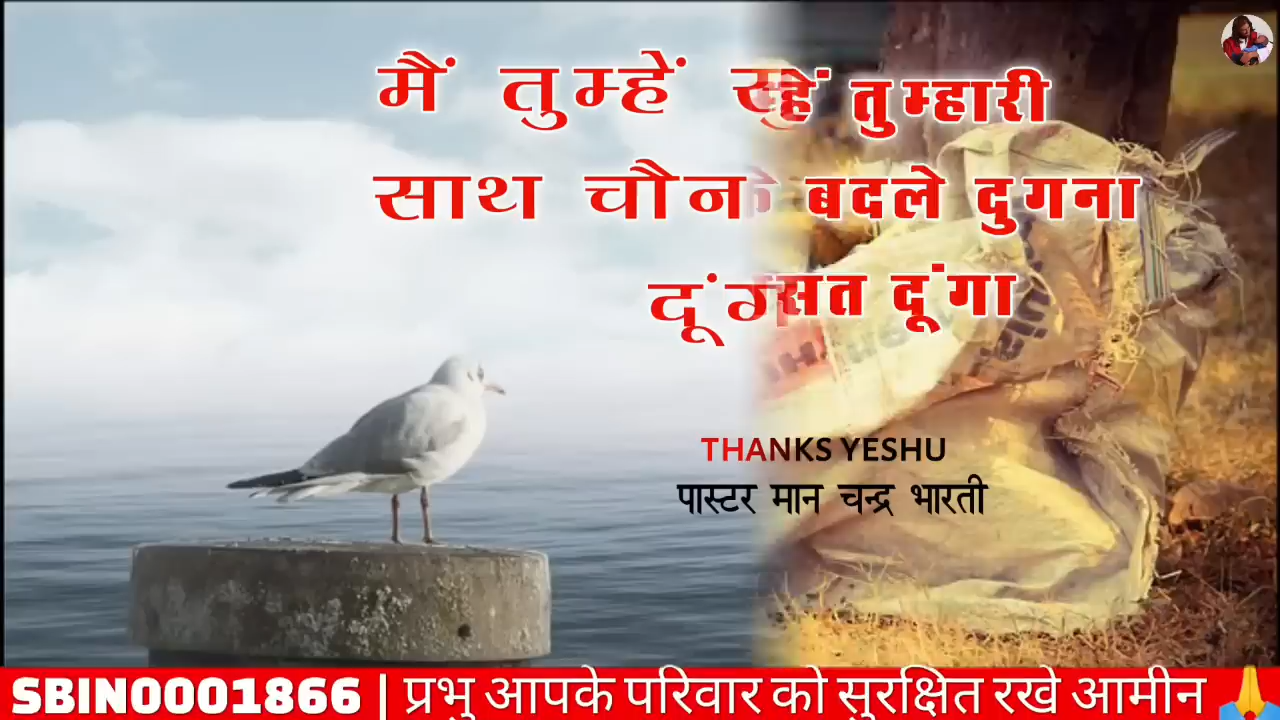 मैं तुम्हें तुम्हारी
साथ बदले दुगना
दूंगा
THANKS YESHU
पास्टर मान चन्द्र भारती
SBIN0001866 | प्रभु आपके परिवार को सुरक्षित रखे आमीन 🙏